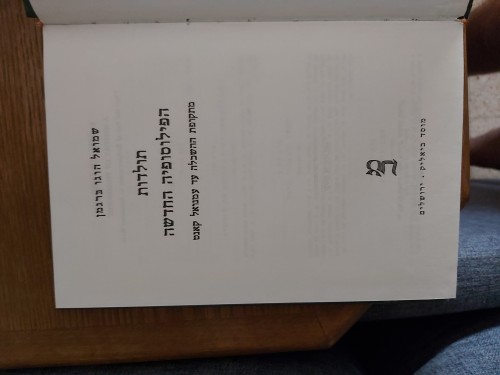 שמואל הוגו ברגמן
תולדות
הפילוסופיה החדשה
מתקופת ההשכלה עד עמנואל קאנט
מוסד ביאליק • ירושלים